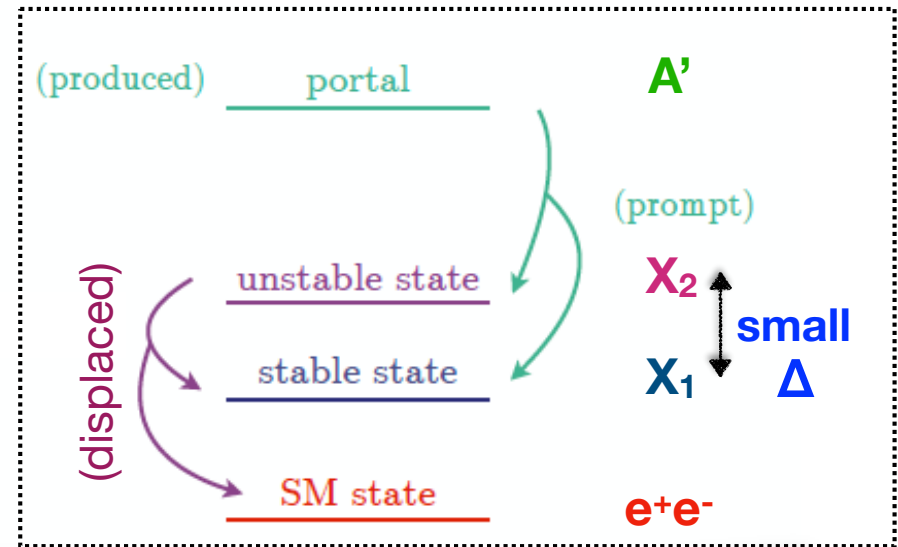 (produced) portal A’
(prompt)
unstable state X₂
small
stable state X₁ Δ
(displaced)
SM state e⁺e⁻